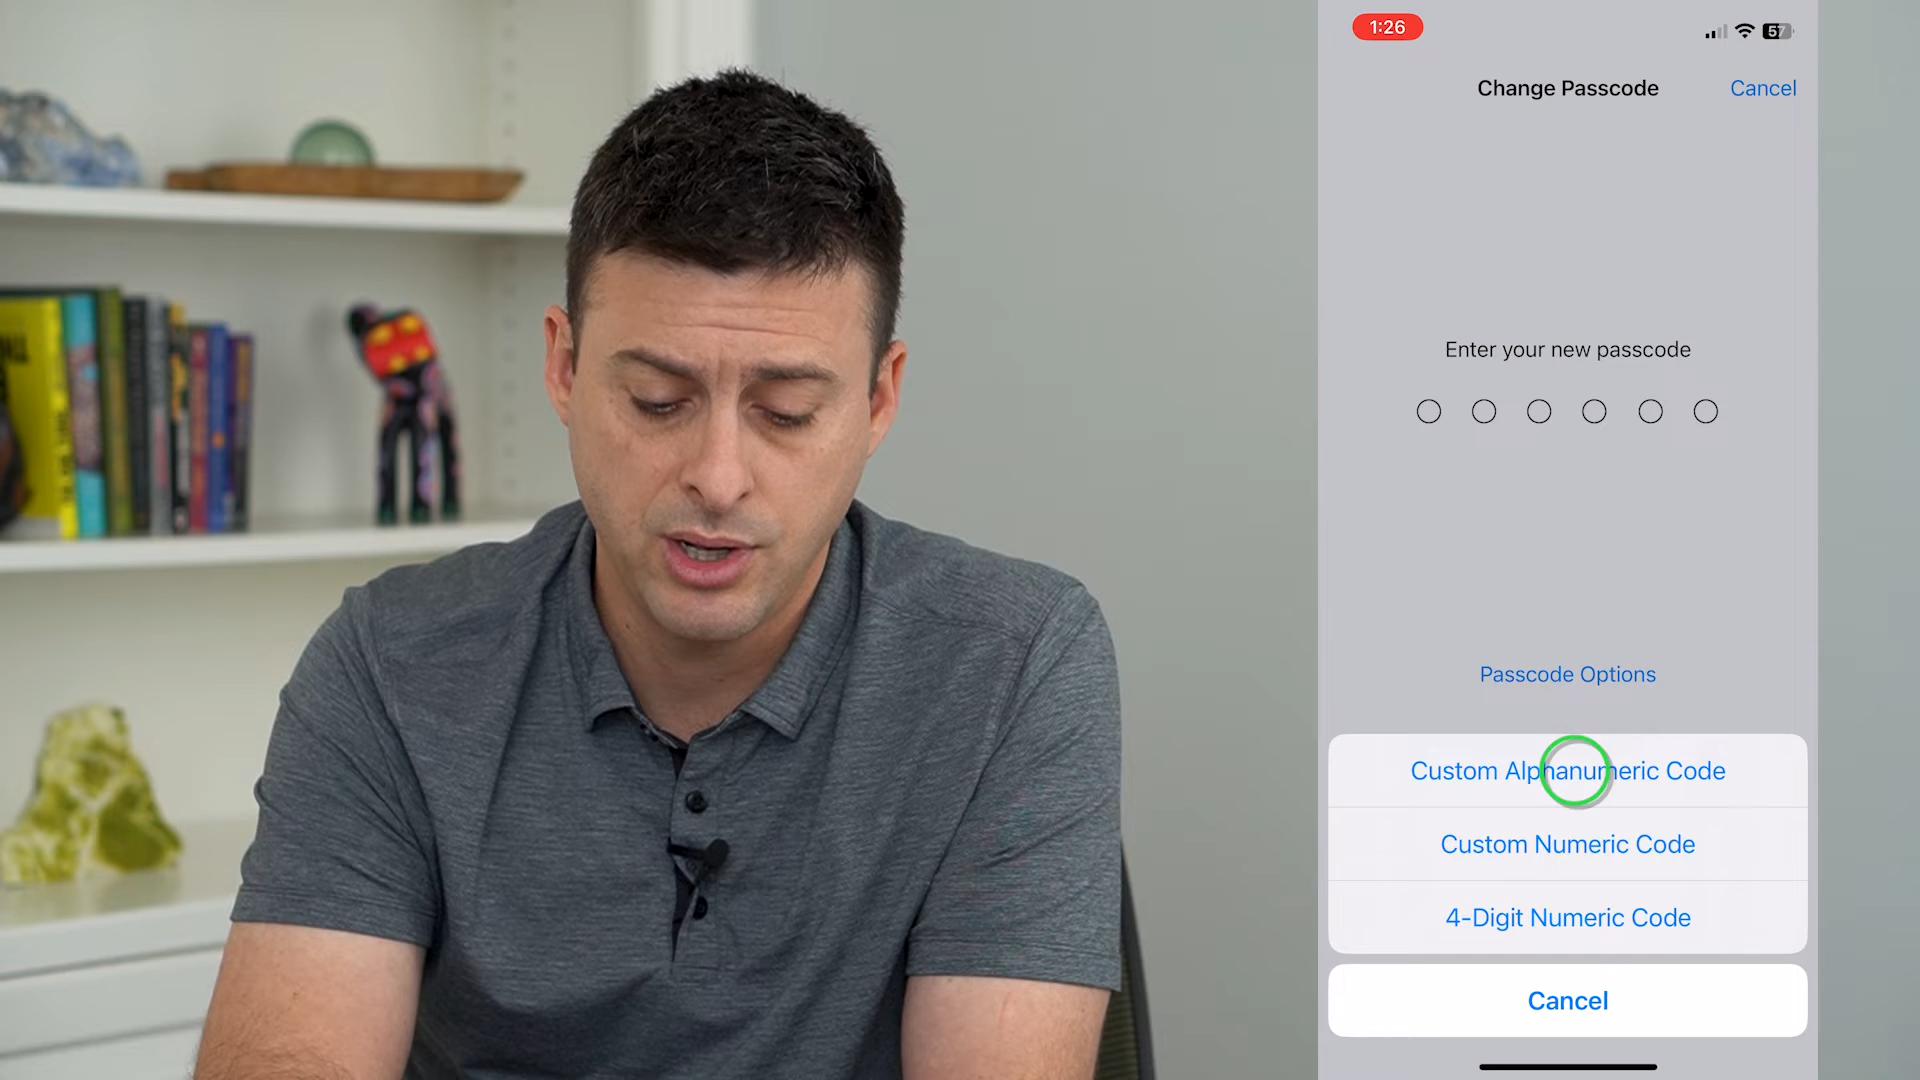 1:26
57
Change Passcode
Cancel
Enter your new passcode
Passcode Options
Custom Alphanumeric Code
Custom Numeric Code
4-Digit Numeric Code
Cancel